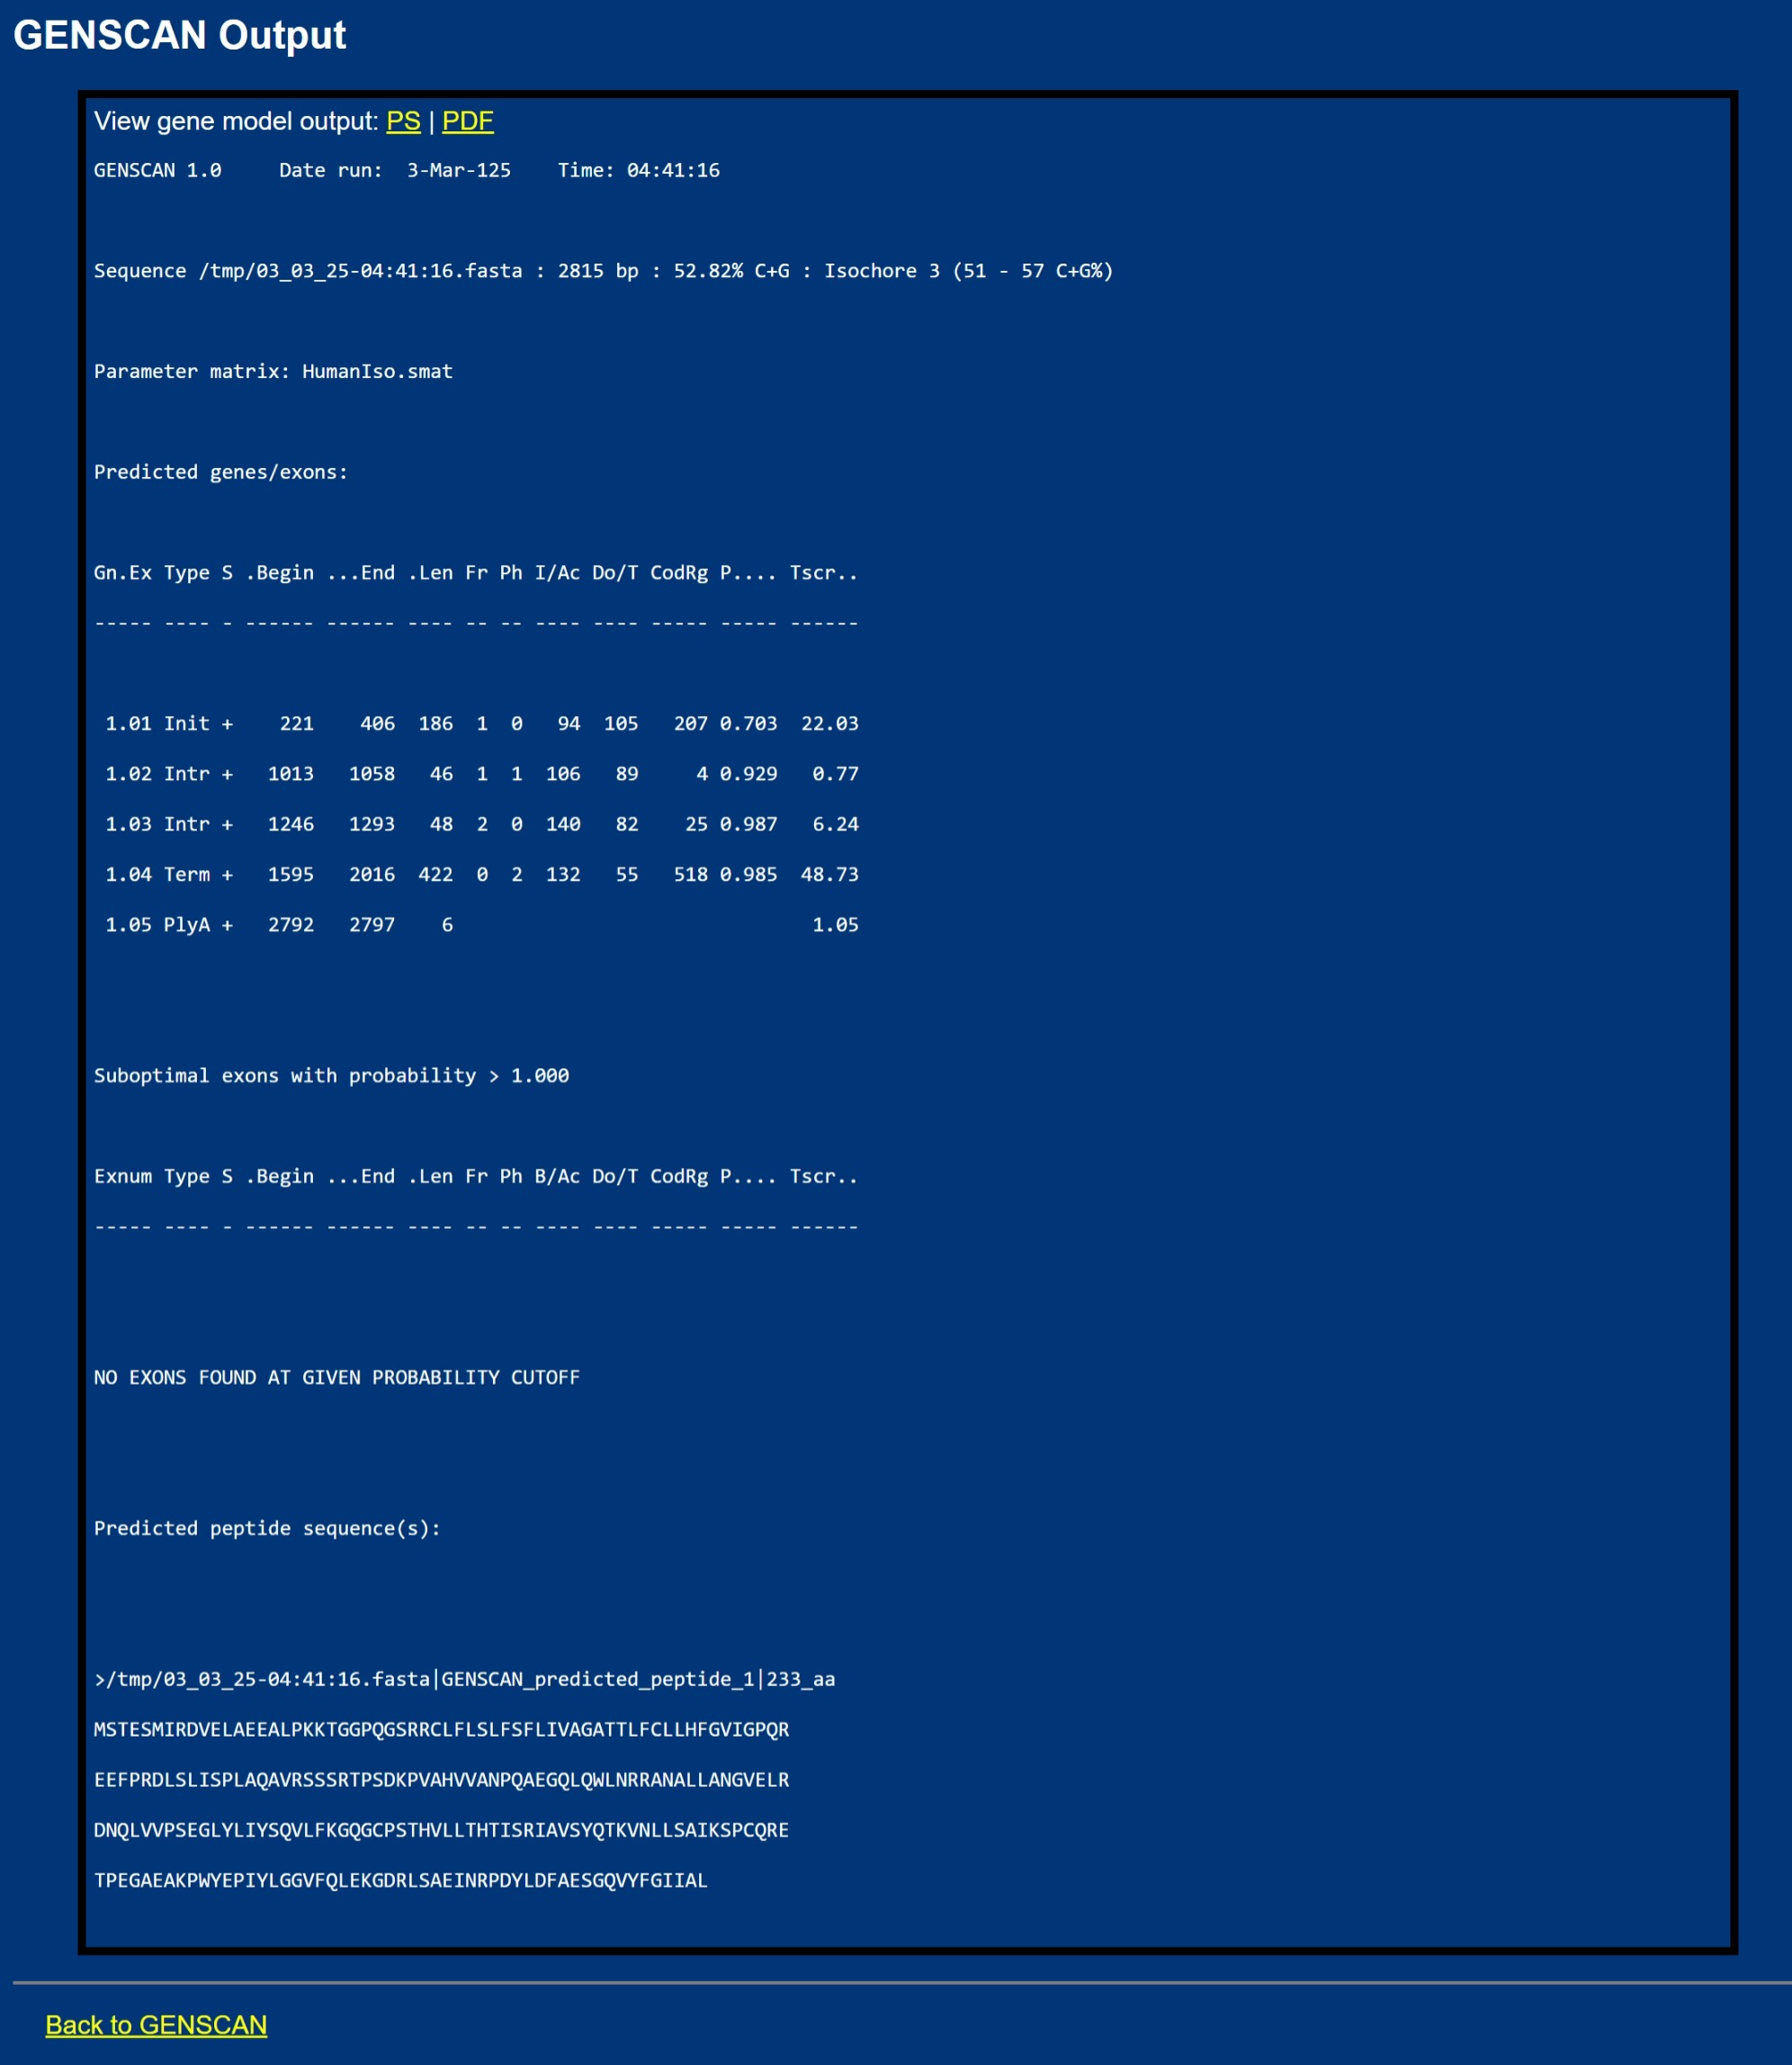 GENSCAN Output
View gene model output: PS | PDF
GENSCAN 1.0     Date run:  3-Mar-125    Time: 04:41:16
Sequence /tmp/03_03_25-04:41:16.fasta : 2815 bp : 52.82% C+G : Isochore 3 (51 - 57 C+G%)
Parameter matrix: HumanIso.smat
Predicted genes/exons:
Gn.Ex Type S .Begin ...End .Len Fr Ph I/Ac Do/T CodRg P.... Tscr..
----- ---- - ------ ------ ---- -- -- ---- ---- ----- ----- ------
 1.01 Init +    221    406  186  1  0   94  105   207 0.703  22.03
 1.02 Intr +   1013   1058   46  1  1  106   89     4 0.929   0.77
 1.03 Intr +   1246   1293   48  2  0  140   82    25 0.987   6.24
 1.04 Term +   1595   2016  422  0  2  132   55   518 0.985  48.73
 1.05 PlyA +   2792   2797    6                               1.05
Suboptimal exons with probability > 1.000
Exnum Type S .Begin ...End .Len Fr Ph B/Ac Do/T CodRg P.... Tscr..
----- ---- - ------ ------ ---- -- -- ---- ---- ----- ----- ------
NO EXONS FOUND AT GIVEN PROBABILITY CUTOFF
Predicted peptide sequence(s):
>/tmp/03_03_25-04:41:16.fasta|GENSCAN_predicted_peptide_1|233_aa
MSTESMIRDVELAEEALPKKTGGPQGSRRCLFLSLFSFLIVAGATTLFCLLHFGVIGPQR
EEFPRDLSLISPLAQAVRSSSRTPSDKPVAHVVANPQAEGQLQWLNRRANALLANGVELR
DNQLVVPSEGLYLIYSQVLFKGQGCPSTHVLLTHTISRIAVSYQTKVNLLSAIKSPCQRE
TPEGAEAKPWYEPIYLGGVFQLEKGDRLSAEINRPDYLDFAESGQVYFGIIAL
Back to GENSCAN